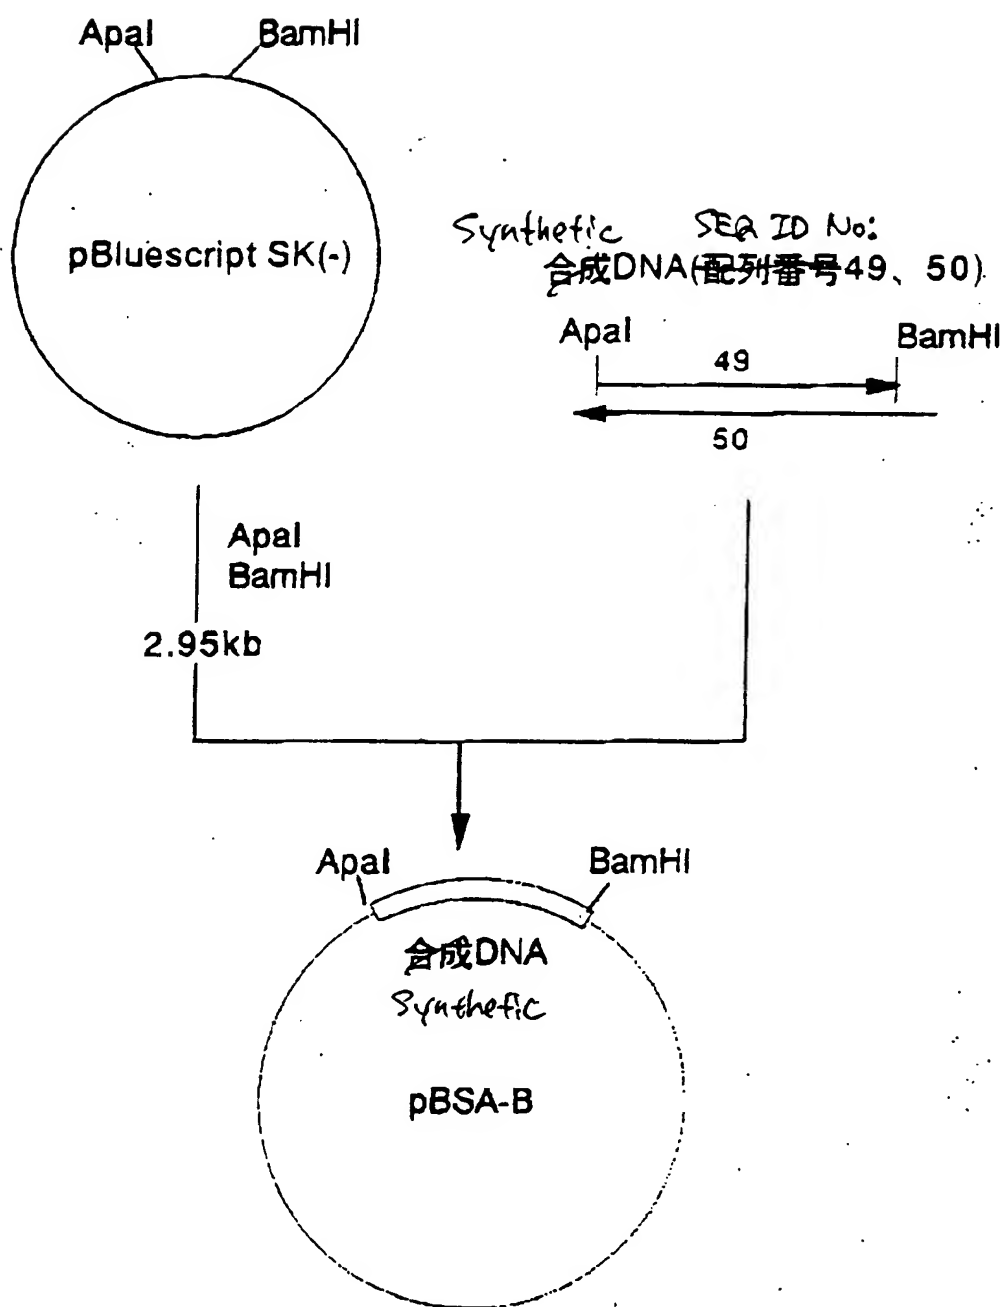 ApaI BamHI
pBluescript SK(-)
Synthetic SEQ ID No:
合成DNA(配列番号49、50)
ApaI BamHI
49
50
ApaI
BamHI
2.95kb
ApaI BamHI
合成DNA
Synthetic
pBSA-B